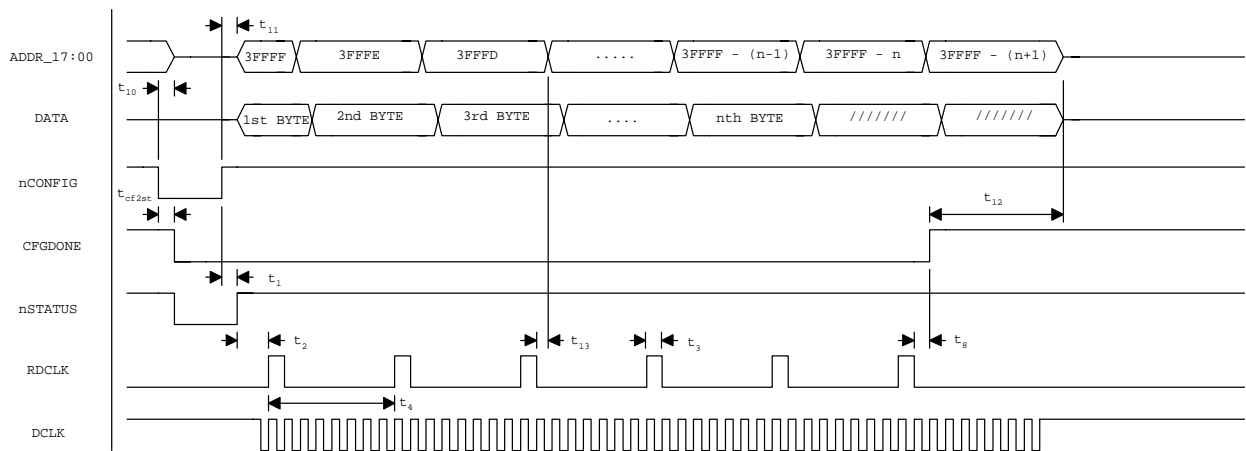 t11
ADDR_17:00 3FFFF 3FFFE 3FFFD ..... 3FFFF - (n-1) 3FFFF - n 3FFFF - (n+1)
t10
DATA 1st BYTE 2nd BYTE 3rd BYTE .... nth BYTE /////// ///////
nCONFIG
tcf2st t12
CFGDONE
t1
nSTATUS
t2 t13 t3 t8
RDCLK
t4
DCLK